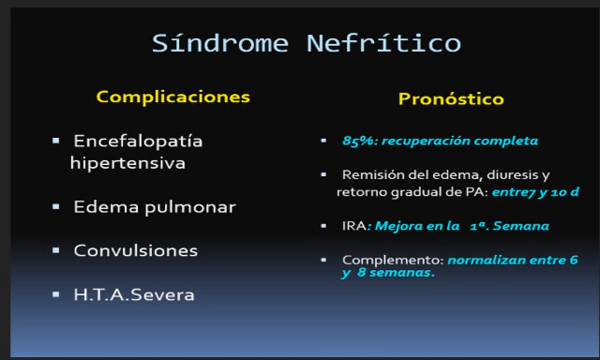 Síndrome Nefrítico
Complicaciones
▪ Encefalopatía
hipertensiva
▪ Edema pulmonar
▪ Convulsiones
▪ H.T.A.Severa
Pronóstico
▪ 85%: recuperación completa
▪ Remisión del edema, diuresis y
retorno gradual de PA: entre7 y 10 d
▪ IRA: Mejora en la 1ª. Semana
▪ Complemento: normalizan entre 6
y 8 semanas.